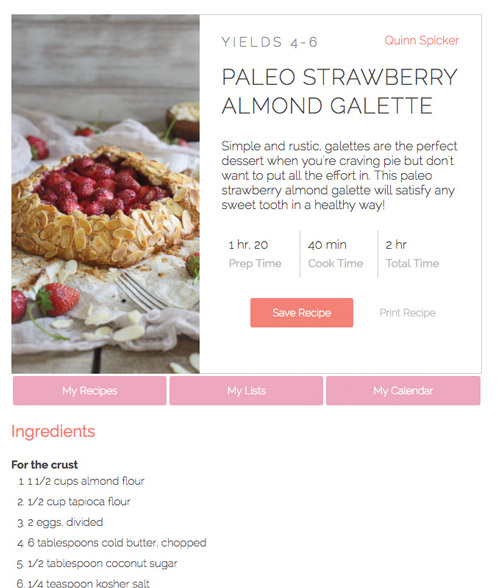 YIELDS 4-6
Quinn Spicker
PALEO STRAWBERRY
ALMOND GALETTE
Simple and rustic, galettes are the perfect
dessert when you're craving pie but don't
want to put all the effort in. This paleo
strawberry almond galette will satisfy any
sweet tooth in a healthy way!
1 hr, 20
40 min
2 hr
Prep Time
Cook Time
Total Time
Save Recipe
Print Recipe
My Recipes
My Lists
My Calendar
Ingredients
For the crust
1. 1 1/2 cups almond flour
2. 1/2 cup tapioca flour
3. 2 eggs, divided
4. 6 tablespoons cold butter, chopped
5. 1/2 tablespoon coconut sugar
6. 1/4 teaspoon kosher salt